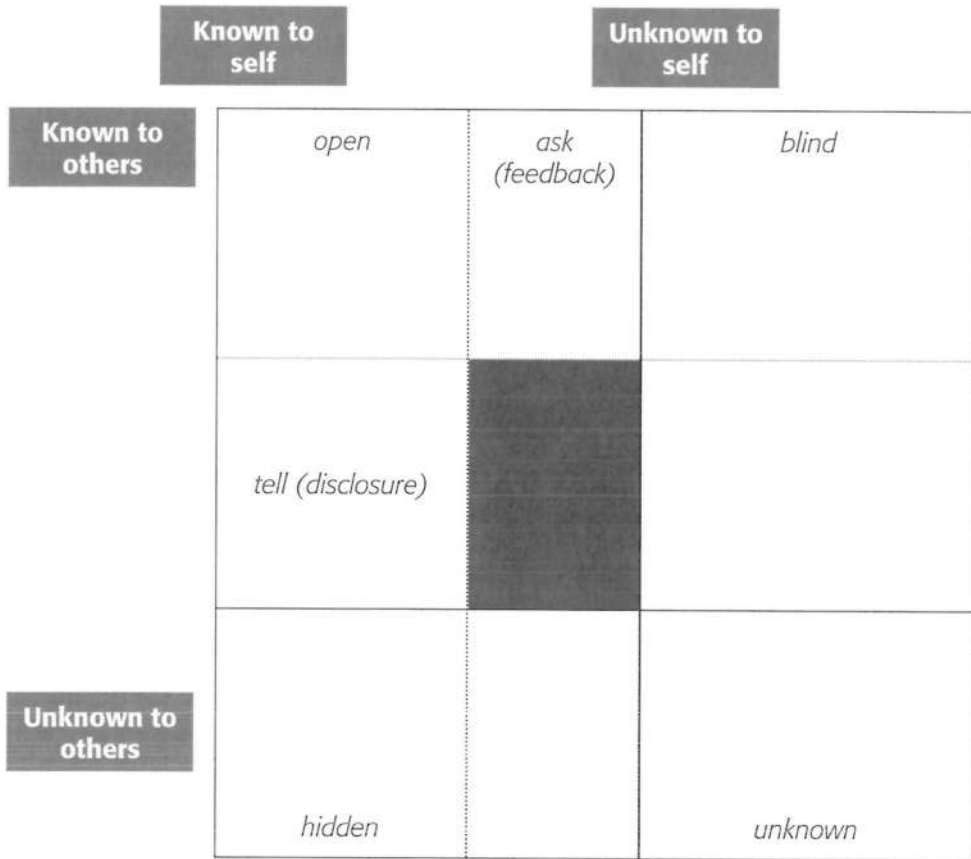 Known to
self
Unknown to
self
Known to
others
open
ask
(feedback)
blind
tell (disclosure)
Unknown to
others
hidden
unknown